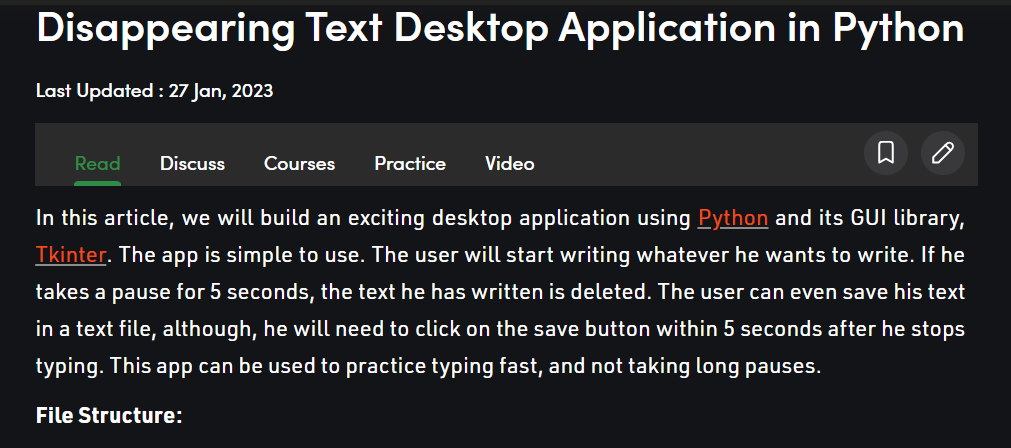 Disappearing Text Desktop Application in Python
Last Updated : 27 Jan, 2023
Read Discuss Courses Practice Video
In this article, we will build an exciting desktop application using Python and its GUI library,
Tkinter. The app is simple to use. The user will start writing whatever he wants to write. If he
takes a pause for 5 seconds, the text he has written is deleted. The user can even save his text
in a text file, although, he will need to click on the save button within 5 seconds after he stops
typing. This app can be used to practice typing fast, and not taking long pauses.
File Structure: